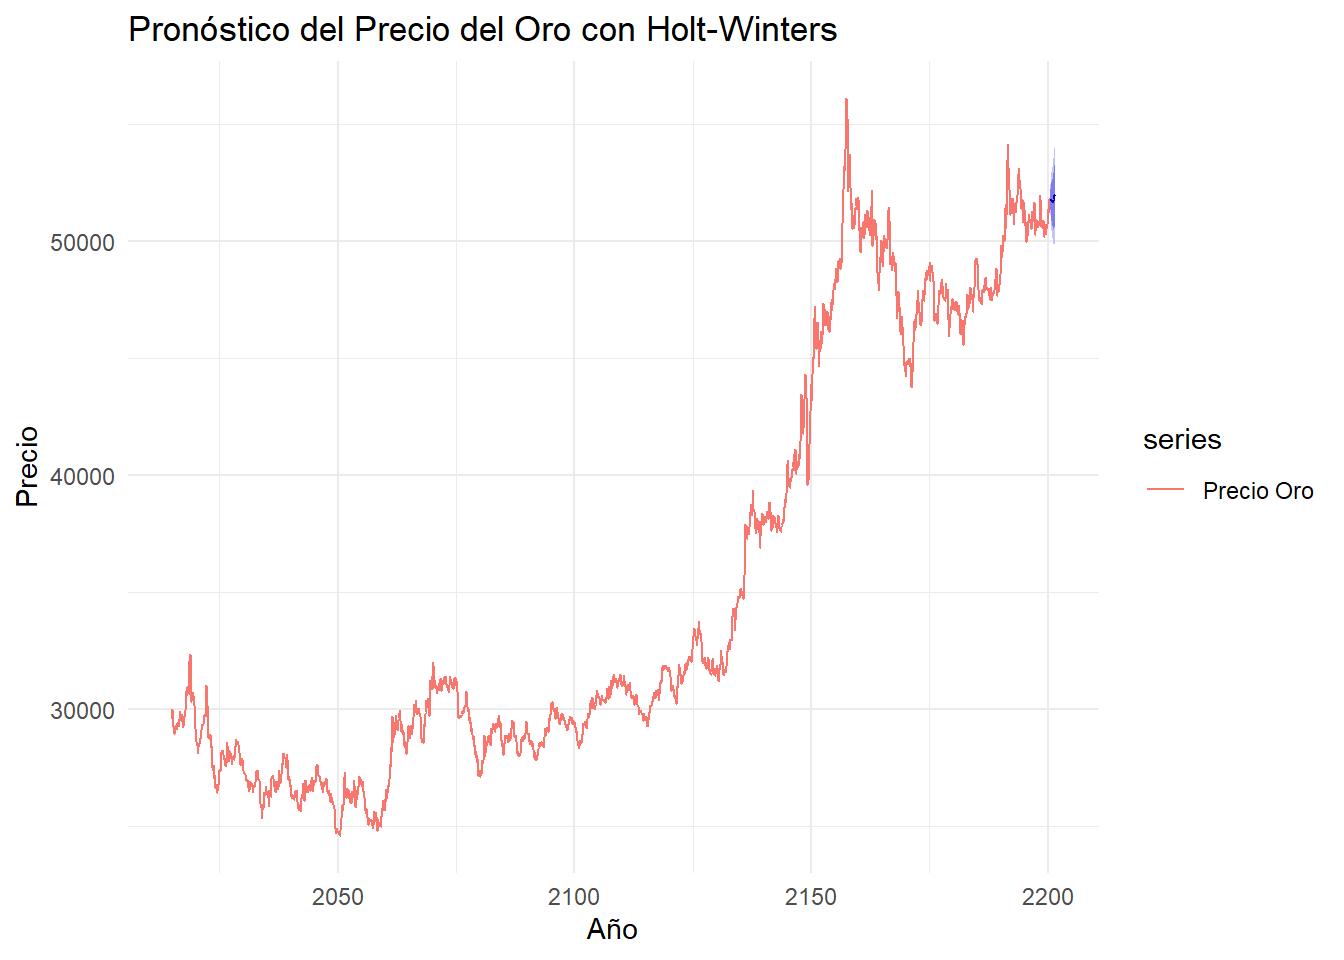 Pronóstico del Precio del Oro con Holt-Winters
Precio
50000
40000
30000
2050
2100
2150
2200
Año
series
Precio Oro